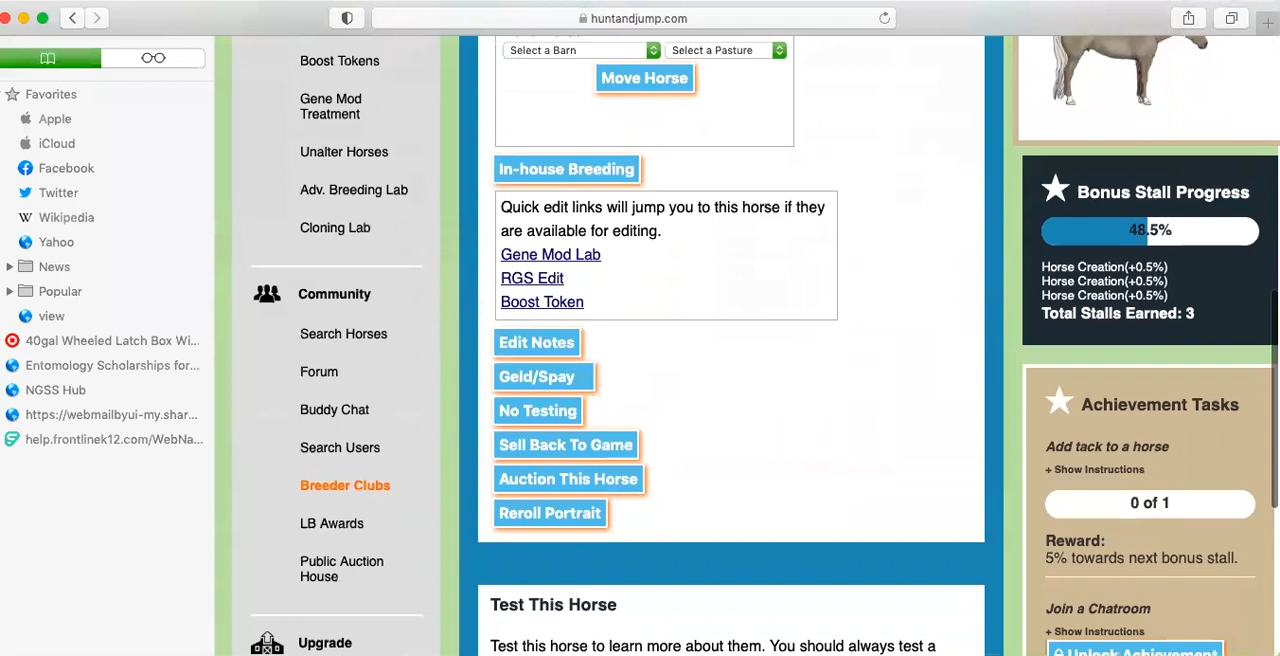 huntandjump.com
Favorites
Apple
iCloud
Facebook
Twitter
Wikipedia
Yahoo
News
Popular
view
40gal Wheeled Latch Box Wi...
Entomology Scholarships for...
NGSS Hub
https://webmailbyui-my.shar...
help.frontlinek12.com/WebNa...
Boost Tokens
Gene Mod
Treatment
Unalter Horses
Adv. Breeding Lab
Cloning Lab
Community
Search Horses
Forum
Buddy Chat
Search Users
Breeder Clubs
LB Awards
Public Auction
House
Upgrade
Select a Barn Select a Pasture
Move Horse
In-house Breeding
Quick edit links will jump you to this horse if they
are available for editing.
Gene Mod Lab
RGS Edit
Boost Token
Edit Notes
Geld/Spay
No Testing
Sell Back To Game
Auction This Horse
Reroll Portrait
Test This Horse
Test this horse to learn more about them. You should always test a
Bonus Stall Progress
48.5%
Horse Creation(+0.5%)
Horse Creation(+0.5%)
Horse Creation(+0.5%)
Total Stalls Earned: 3
Achievement Tasks
Add tack to a horse
+ Show Instructions
0 of 1
Reward:
5% towards next bonus stall.
Join a Chatroom
+ Show Instructions
Unlock Achievement